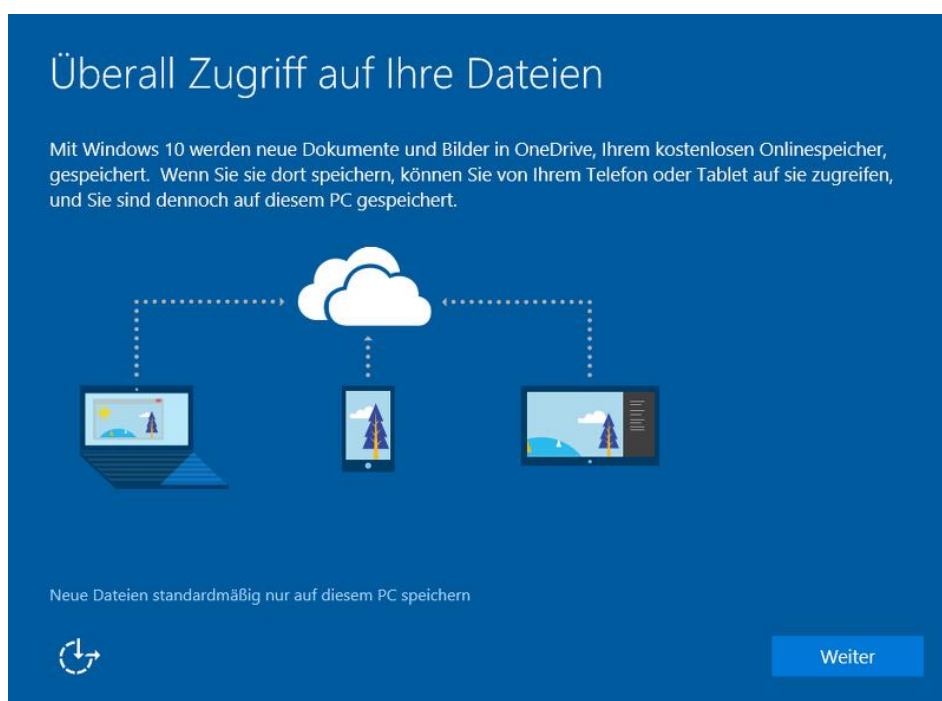 Überall Zugriff auf Ihre Dateien
Mit Windows 10 werden neue Dokumente und Bilder in OneDrive, Ihrem kostenlosen Onlinespeicher,
gespeichert.  Wenn Sie sie dort speichern, können Sie von Ihrem Telefon oder Tablet auf sie zugreifen,
und Sie sind dennoch auf diesem PC gespeichert.
Neue Dateien standardmäßig nur auf diesem PC speichern
Weiter